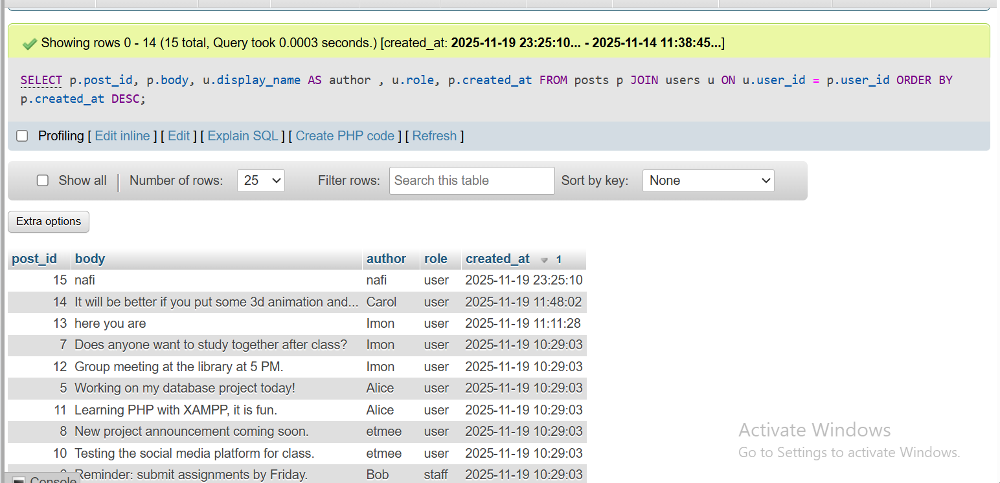 Showing rows 0 - 14 (15 total, Query took 0.0003 seconds.) [created_at: 2025-11-19 23:25:10... - 2025-11-14 11:38:45...]
SELECT p.post_id, p.body, u.display_name AS author , u.role, p.created_at FROM posts p JOIN users u ON u.user_id = p.user_id ORDER BY
p.created_at DESC;
Profiling [ Edit inline ] [ Edit ] [ Explain SQL ] [ Create PHP code ] [ Refresh ]
Show all Number of rows: 25 Filter rows: Search this table Sort by key: None
Extra options
post_id body author role created_at 1
15 nafi nafi user 2025-11-19 23:25:10
14 It will be better if you put some 3d animation and... Carol user 2025-11-19 11:48:02
13 here you are Imon user 2025-11-19 11:11:28
7 Does anyone want to study together after class? Imon user 2025-11-19 10:29:03
12 Group meeting at the library at 5 PM. Imon user 2025-11-19 10:29:03
5 Working on my database project today! Alice user 2025-11-19 10:29:03
11 Learning PHP with XAMPP, it is fun. Alice user 2025-11-19 10:29:03
8 New project announcement coming soon. etmee user 2025-11-19 10:29:03
10 Testing the social media platform for class. etmee user 2025-11-19 10:29:03
Reminder: submit assignments by Friday. Bob staff 2025-11-19 10:29:03
Console
Activate Windows
Go to Settings to activate Windows.